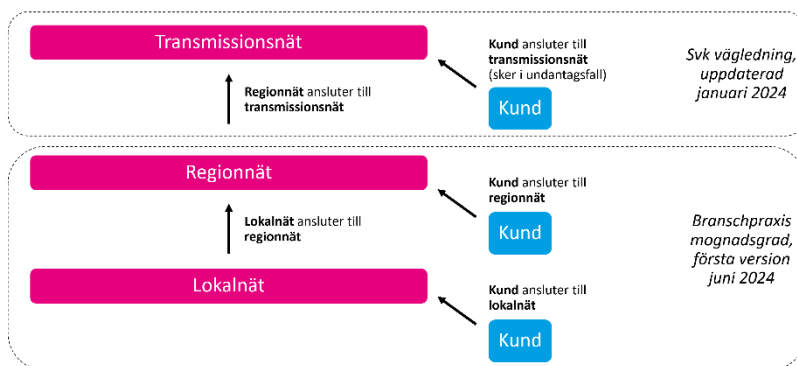 Transmissionsnät
Kund ansluter till
transmissionsnät
(sker i undantagsfall)
Svk vägledning,
uppdaterad
januari 2024
Regionnät ansluter till
transmissionsnät
Kund
Regionnät
Kund ansluter till
regionnät
Lokalnät ansluter till
regionnät
Kund
Branschpraxis
mognadsgrad,
första version
juni 2024
Lokalnät
Kund ansluter till
lokalnät
Kund